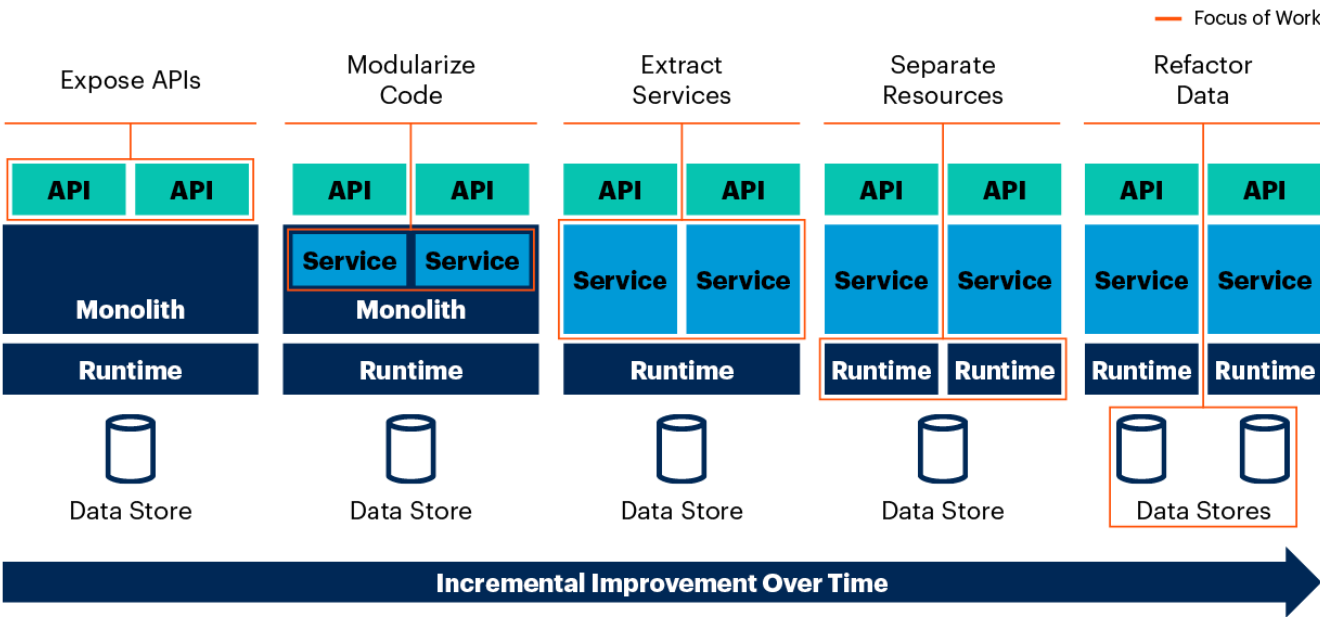 Focus of Work
Expose APIs
Modularize
Code
Extract
Services
Separate
Resources
Refactor
Data
API API API API API API API API API API
Monolith
Service Service
Monolith
Service Service
Service Service
Service Service
Runtime
Runtime
Runtime
Runtime Runtime
Runtime Runtime
Data Store
Data Store
Data Store
Data Store
Data Stores
Incremental Improvement Over Time